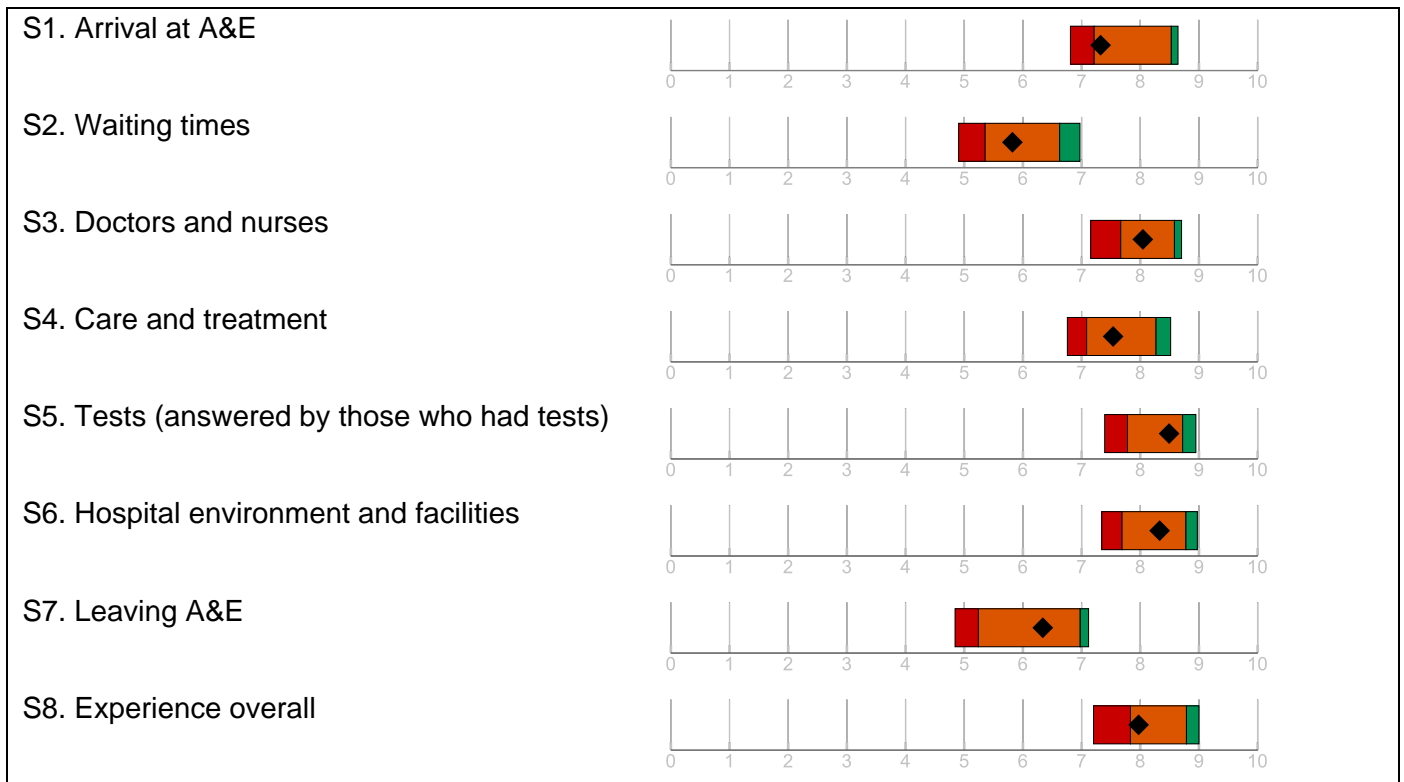 S1. Arrival at A&E
0 1 2 3 4 5 6 7 8 9 10
S2. Waiting times
0 1 2 3 4 5 6 7 8 9 10
S3. Doctors and nurses
0 1 2 3 4 5 6 7 8 9 10
S4. Care and treatment
0 1 2 3 4 5 6 7 8 9 10
S5. Tests (answered by those who had tests)
0 1 2 3 4 5 6 7 8 9 10
S6. Hospital environment and facilities
0 1 2 3 4 5 6 7 8 9 10
S7. Leaving A&E
0 1 2 3 4 5 6 7 8 9 10
S8. Experience overall
0 1 2 3 4 5 6 7 8 9 10